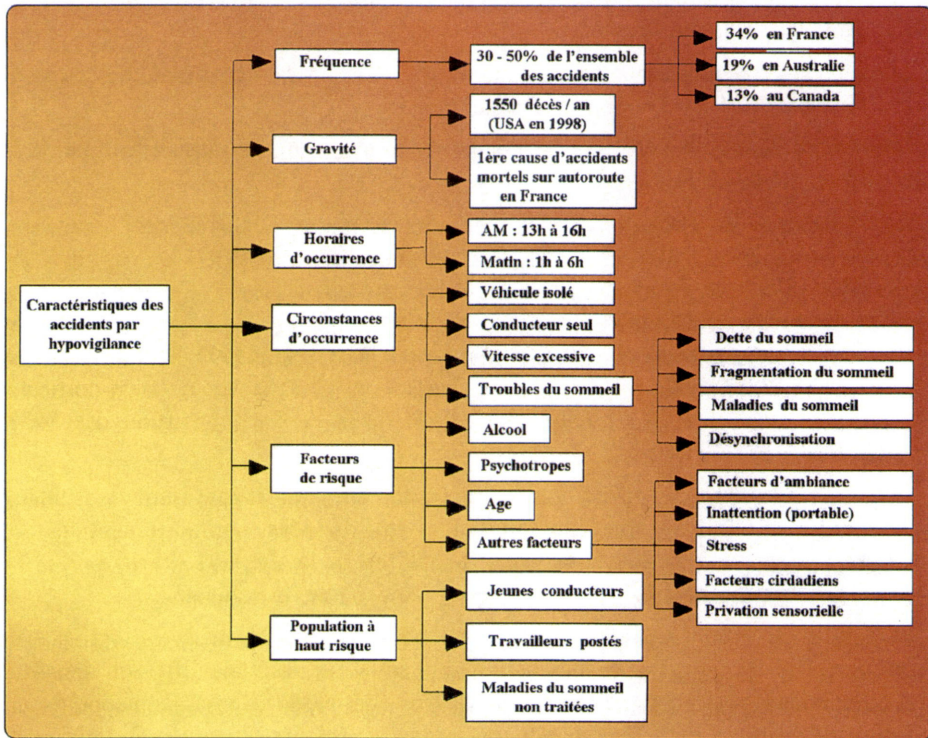 Caractéristiques des
accidents par
hypovigilance
Fréquence
30 - 50% de l'ensemble
des accidents
34% en France
19% en Australie
13% au Canada
Gravité
1550 décès / an
(USA en 1998)
1ère cause d'accidents
mortels sur autoroute
en France
Horaires
d'occurrence
AM : 13h à 16h
Matin : 1h à 6h
Circonstances
d'occurrence
Véhicule isolé
Conducteur seul
Vitesse excessive
Facteurs
de risque
Troubles du sommeil
Dette du sommeil
Fragmentation du sommeil
Maladies du sommeil
Désynchronisation
Alcool
Psychotropes
Age
Autres facteurs
Facteurs d'ambiance
Inattention (portable)
Stress
Facteurs cirdadiens
Privation sensorielle
Population à
haut risque
Jeunes conducteurs
Travailleurs postés
Maladies du sommeil
non traitées